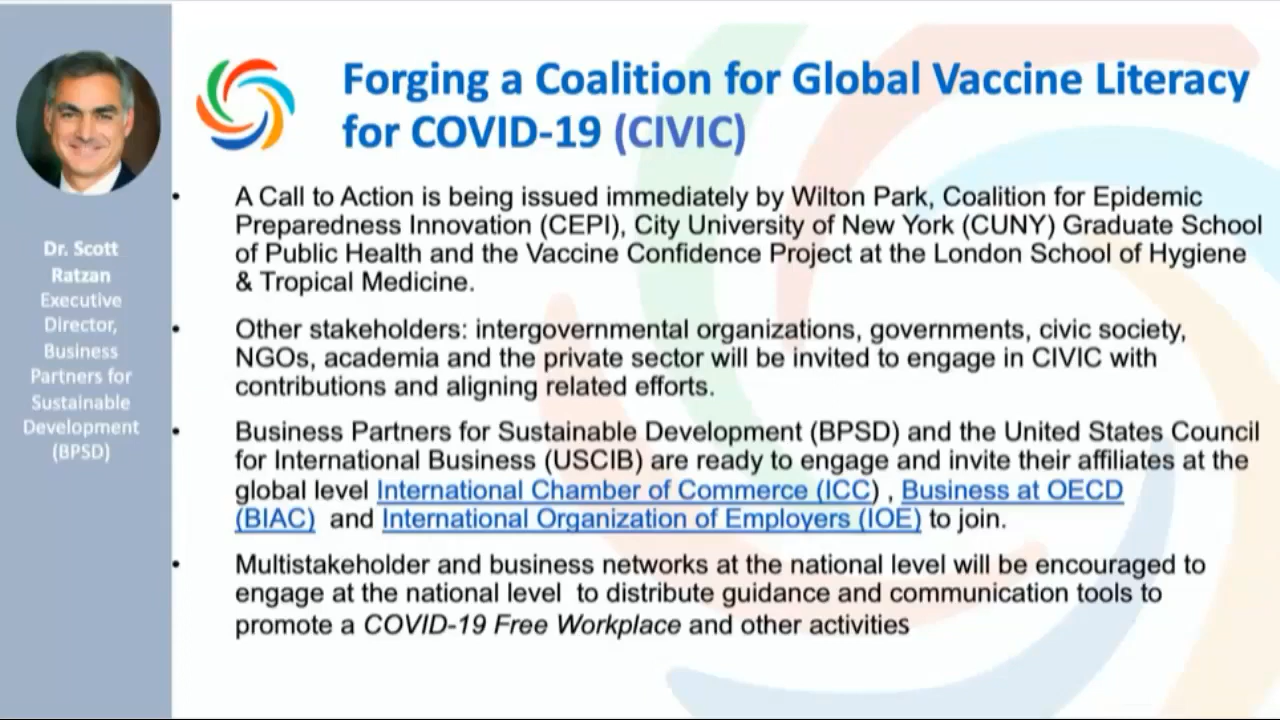 Forging a Coalition for Global Vaccine Literacy
for COVID-19 (CIVIC)
Dr. Scott
Ratzan
Executive
Director,
Business
Partners for
Sustainable
Development
(BPSD)
• A Call to Action is being issued immediately by Wilton Park, Coalition for Epidemic
Preparedness Innovation (CEPI), City University of New York (CUNY) Graduate School
of Public Health and the Vaccine Confidence Project at the London School of Hygiene
& Tropical Medicine.
• Other stakeholders: intergovernmental organizations, governments, civic society,
NGOs, academia and the private sector will be invited to engage in CIVIC with
contributions and aligning related efforts.
• Business Partners for Sustainable Development (BPSD) and the United States Council
for International Business (USCIB) are ready to engage and invite their affiliates at the
global level International Chamber of Commerce (ICC) , Business at OECD
(BIAC) and International Organization of Employers (IOE) to join.
• Multistakeholder and business networks at the national level will be encouraged to
engage at the national level to distribute guidance and communication tools to
promote a COVID-19 Free Workplace and other activities